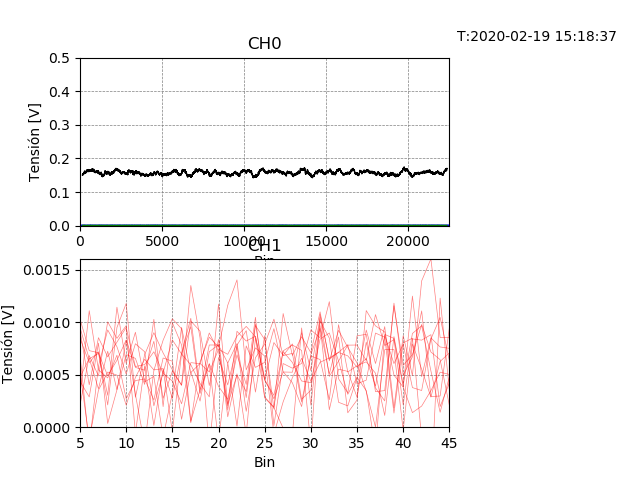 T:2020-02-19 15:18:37
CH0
0.5
0.4
0.3
0.2
0.1
0.0
Tensión [V]
0 5000 10000 15000 20000
Bin
CH1
0.0015
0.0010
0.0005
0.0000
Tensión [V]
5 10 15 20 25 30 35 40 45
Bin